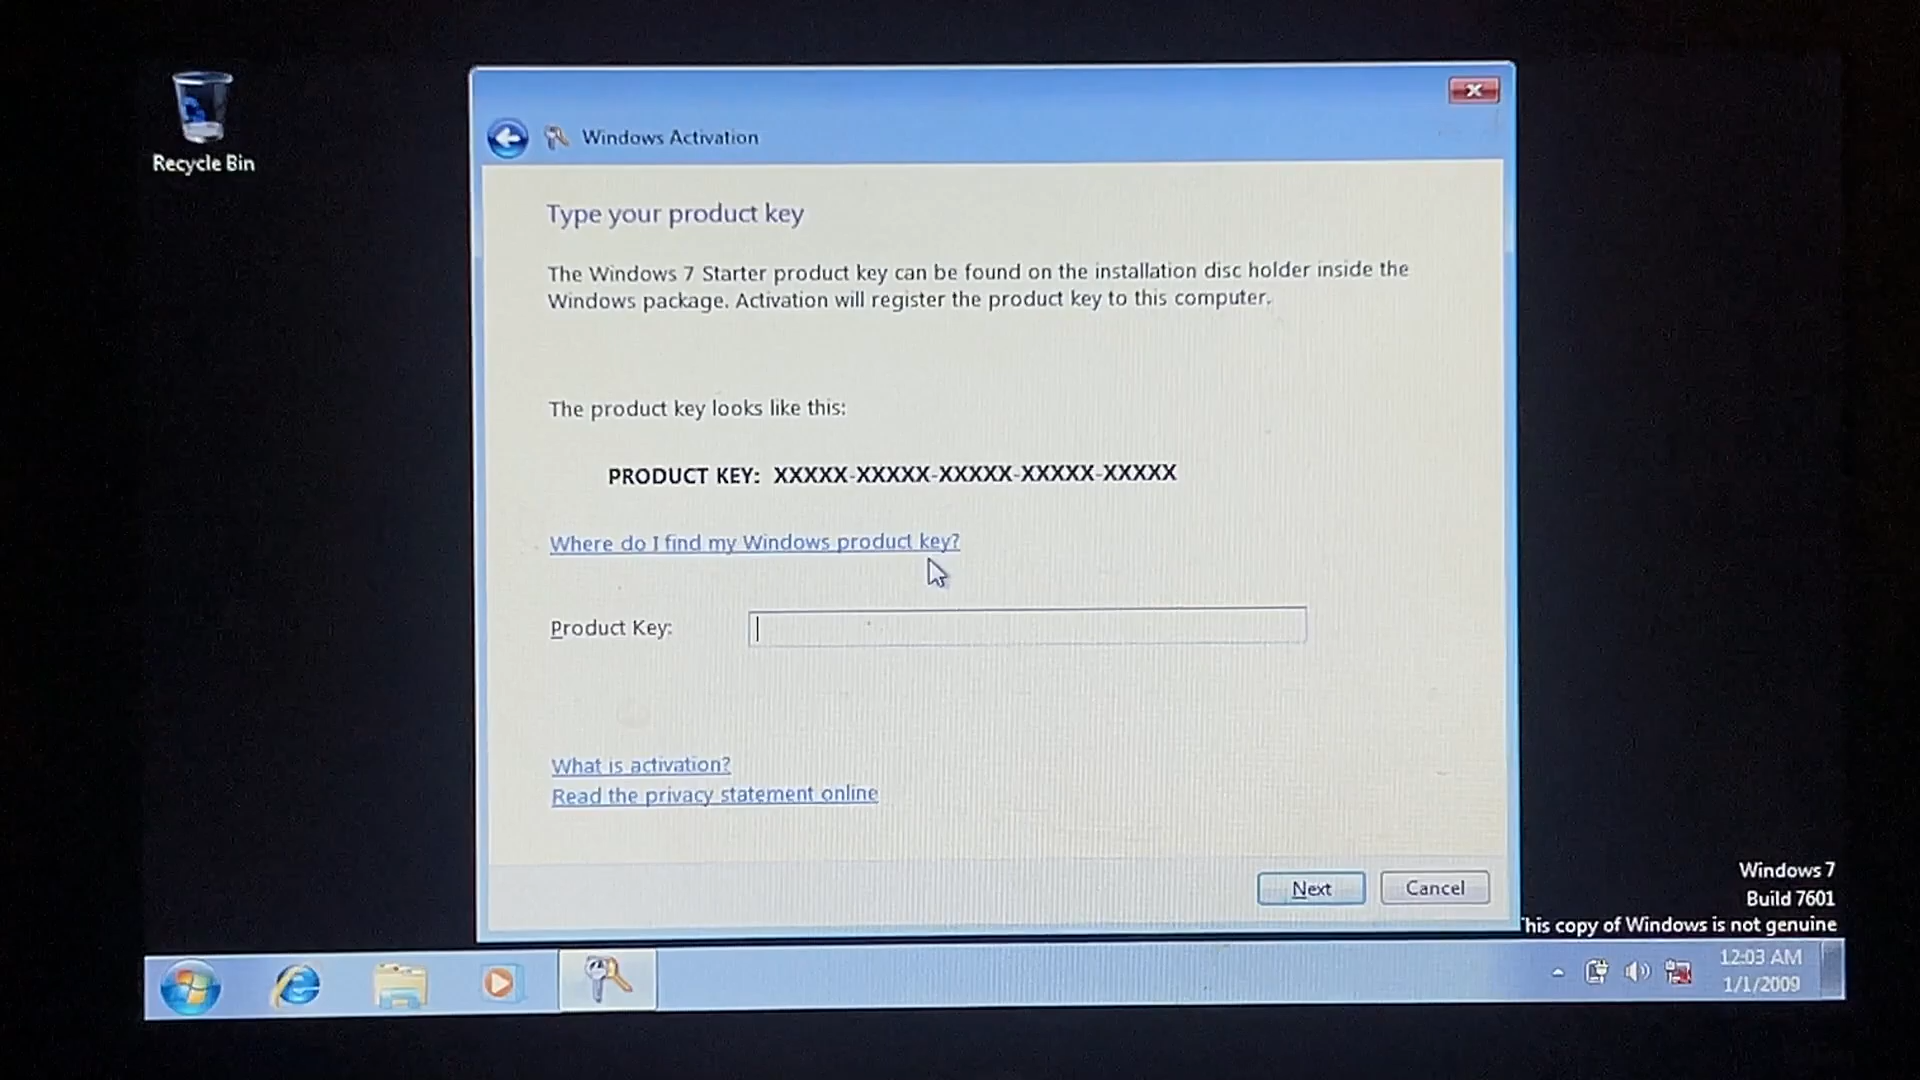 Recycle Bin
Windows Activation
Type your product key
The Windows 7 Starter product key can be found on the installation disc holder inside the
Windows package. Activation will register the product key to this computer.
The product key looks like this:
PRODUCT KEY: XXXXX-XXXXX-XXXXX-XXXXX-XXXXX
Where do I find my Windows product key?
Product Key:
What is activation?
Read the privacy statement online
Next
Cancel
Windows 7
Build 7601
his copy of Windows is not genuine
12:03 AM
1/1/2009